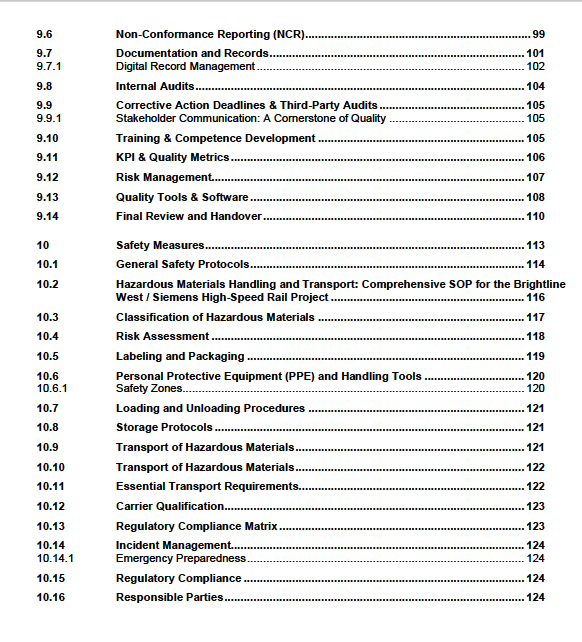 9.6 Non-Conformance Reporting (NCR)..........99
9.7 Documentation and Records..........101
9.7.1 Digital Record Management..........102
9.8 Internal Audits..........104
9.9 Corrective Action Deadlines & Third-Party Audits..........105
9.9.1 Stakeholder Communication: A Cornerstone of Quality..........105
9.10 Training & Competence Development..........105
9.11 KPI & Quality Metrics..........106
9.12 Risk Management..........107
9.13 Quality Tools & Software..........108
9.14 Final Review and Handover..........110
10 Safety Measures..........113
10.1 General Safety Protocols..........114
10.2 Hazardous Materials Handling and Transport: Comprehensive SOP for the Brightline
West / Siemens High-Speed Rail Project..........116
10.3 Classification of Hazardous Materials..........117
10.4 Risk Assessment..........118
10.5 Labeling and Packaging..........119
10.6 Personal Protective Equipment (PPE) and Handling Tools..........120
10.6.1 Safety Zones..........120
10.7 Loading and Unloading Procedures..........121
10.8 Storage Protocols..........121
10.9 Transport of Hazardous Materials..........121
10.10 Transport of Hazardous Materials..........122
10.11 Essential Transport Requirements..........122
10.12 Carrier Qualification..........123
10.13 Regulatory Compliance Matrix..........123
10.14 Incident Management..........124
10.14.1 Emergency Preparedness..........124
10.15 Regulatory Compliance..........124
10.16 Responsible Parties..........124